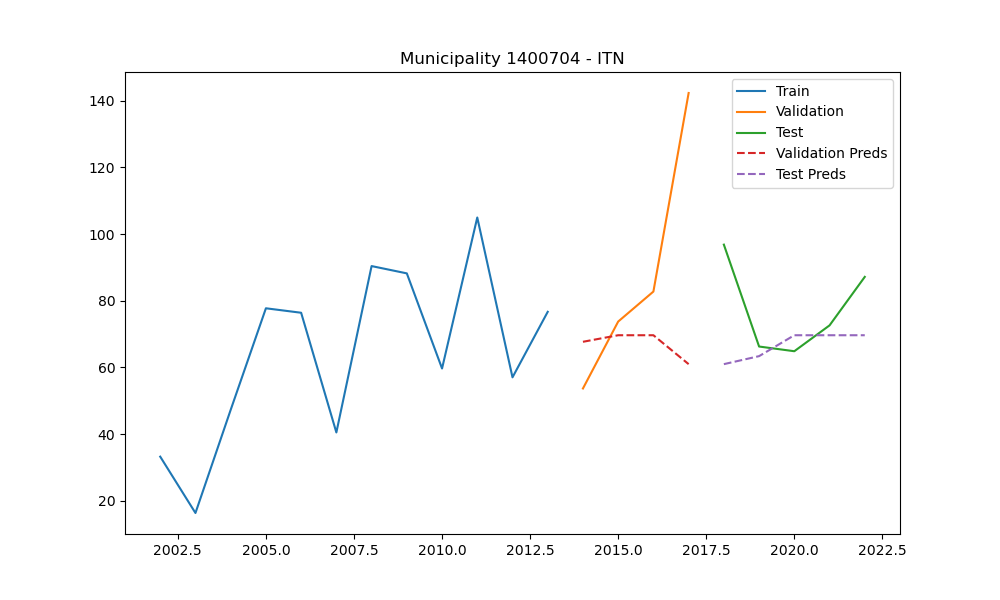 Municipality 1400704 - ITN
140
120
100
80
60
40
20
2002.5 2005.0 2007.5 2010.0 2012.5 2015.0 2017.5 2020.0 2022.5
Train
Validation
Test
Validation Preds
Test Preds